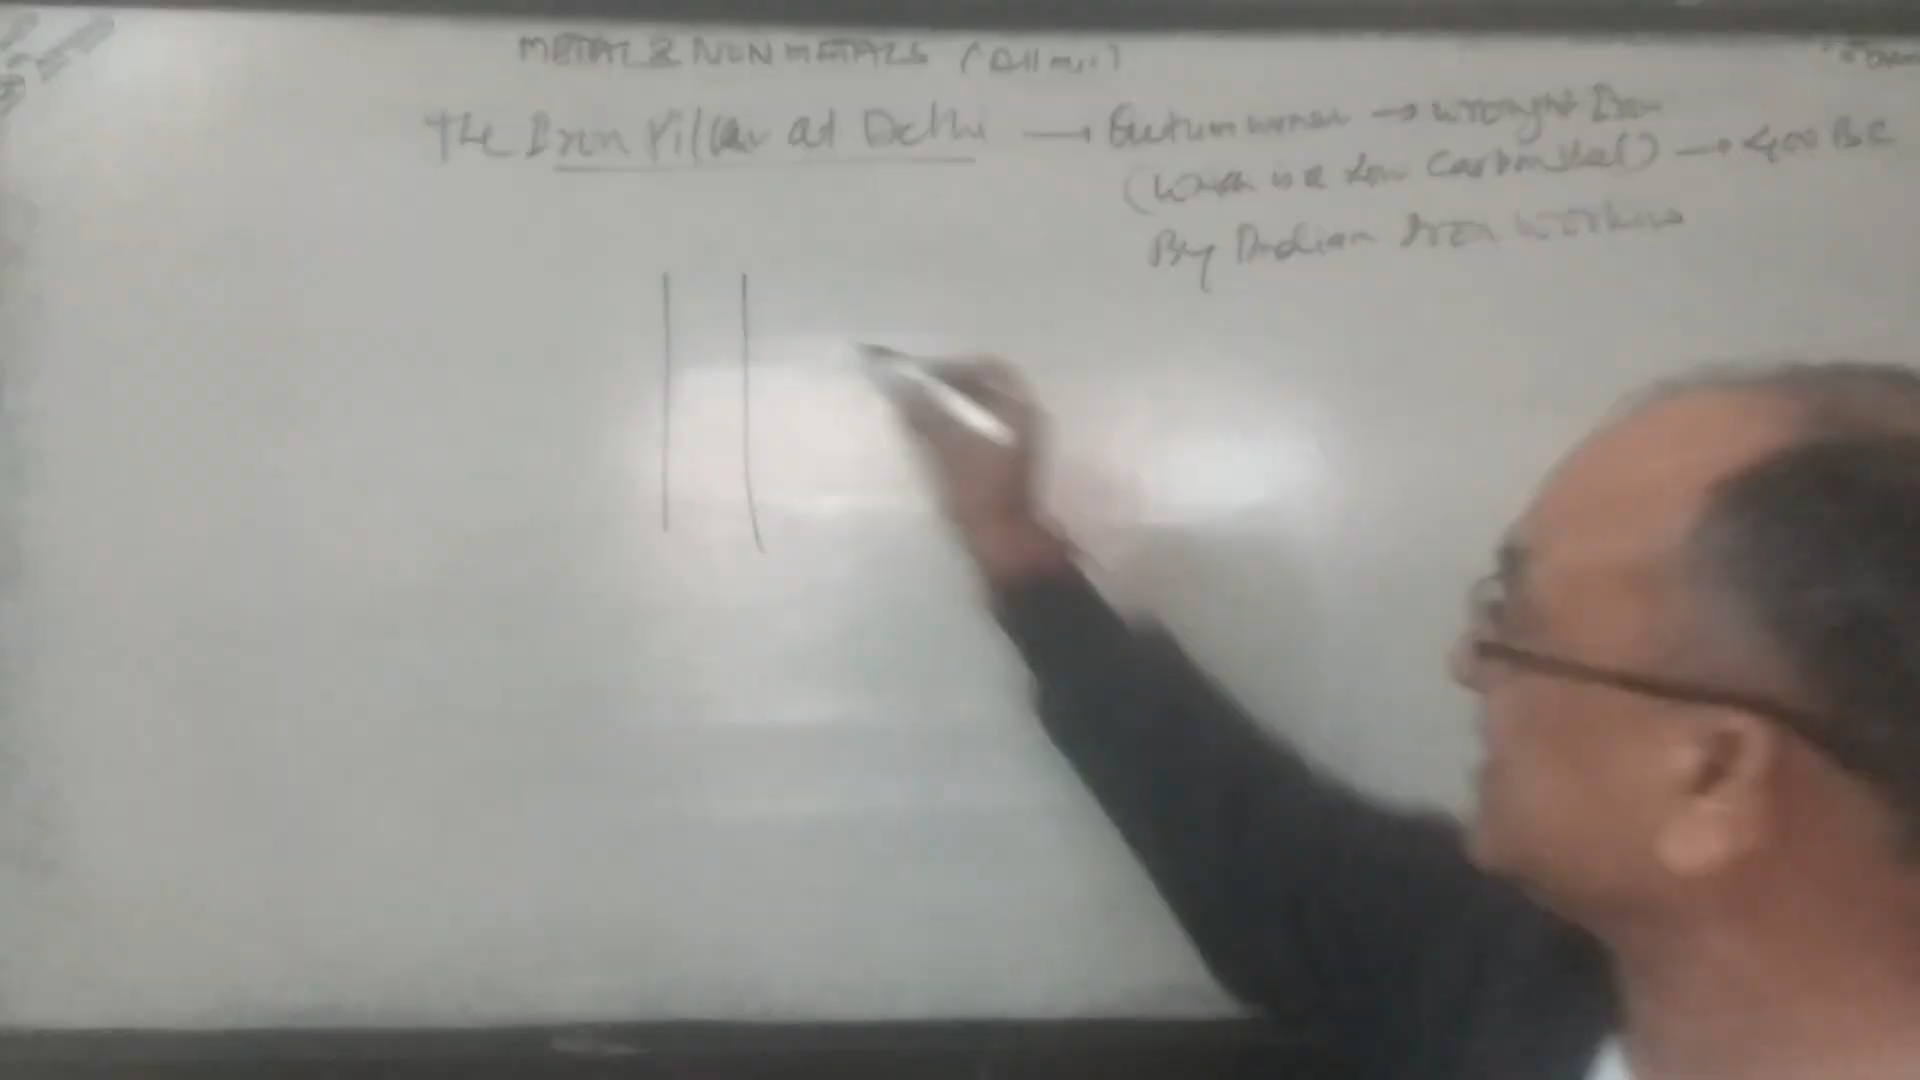 METAL & NON METALS
The Iron Pillar at Delhi → → wrought Iron
(Which is a low Carbon steel) → 400 BC
By Indian Iron workers